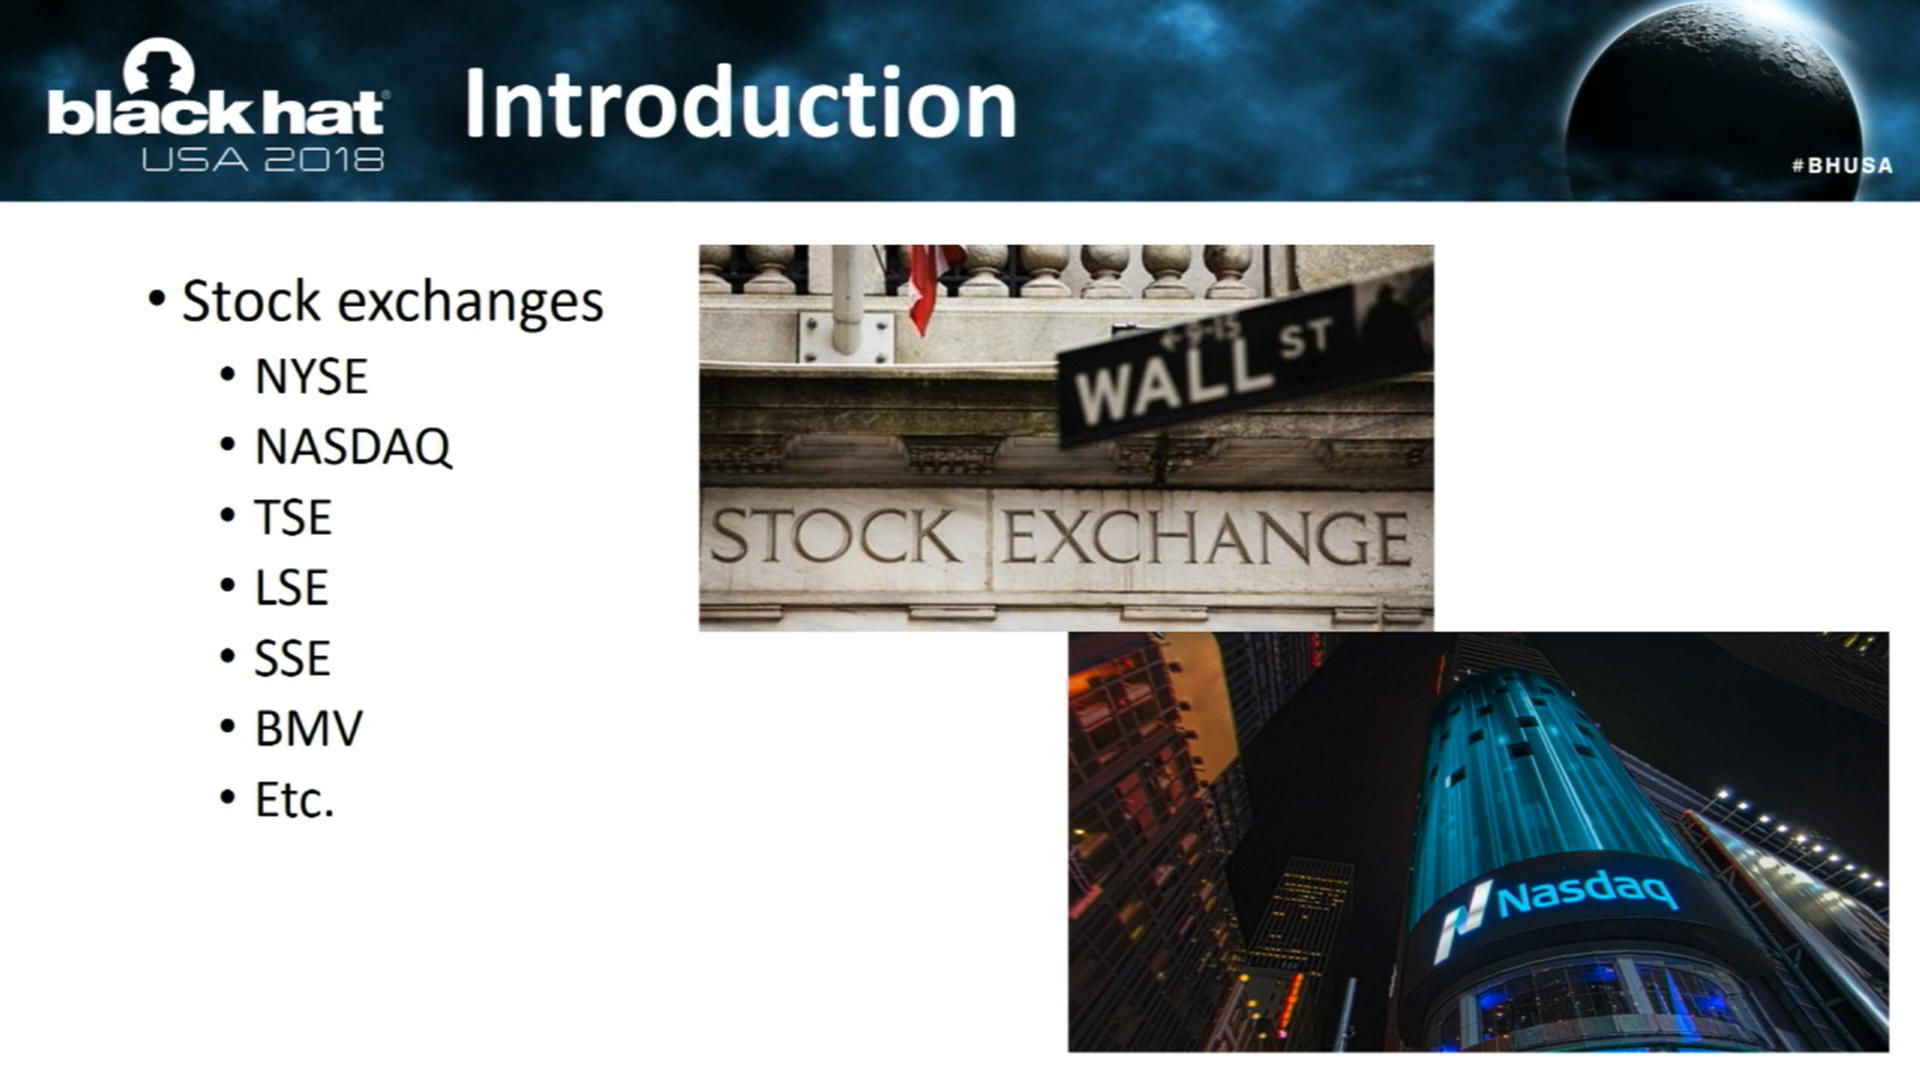 black hat®
USA 2018
Introduction
#BHUSA
• Stock exchanges
• NYSE
• NASDAQ
• TSE
• LSE
• SSE
• BMV
• Etc.
WALL ST
STOCK EXCHANGE
Nasdaq